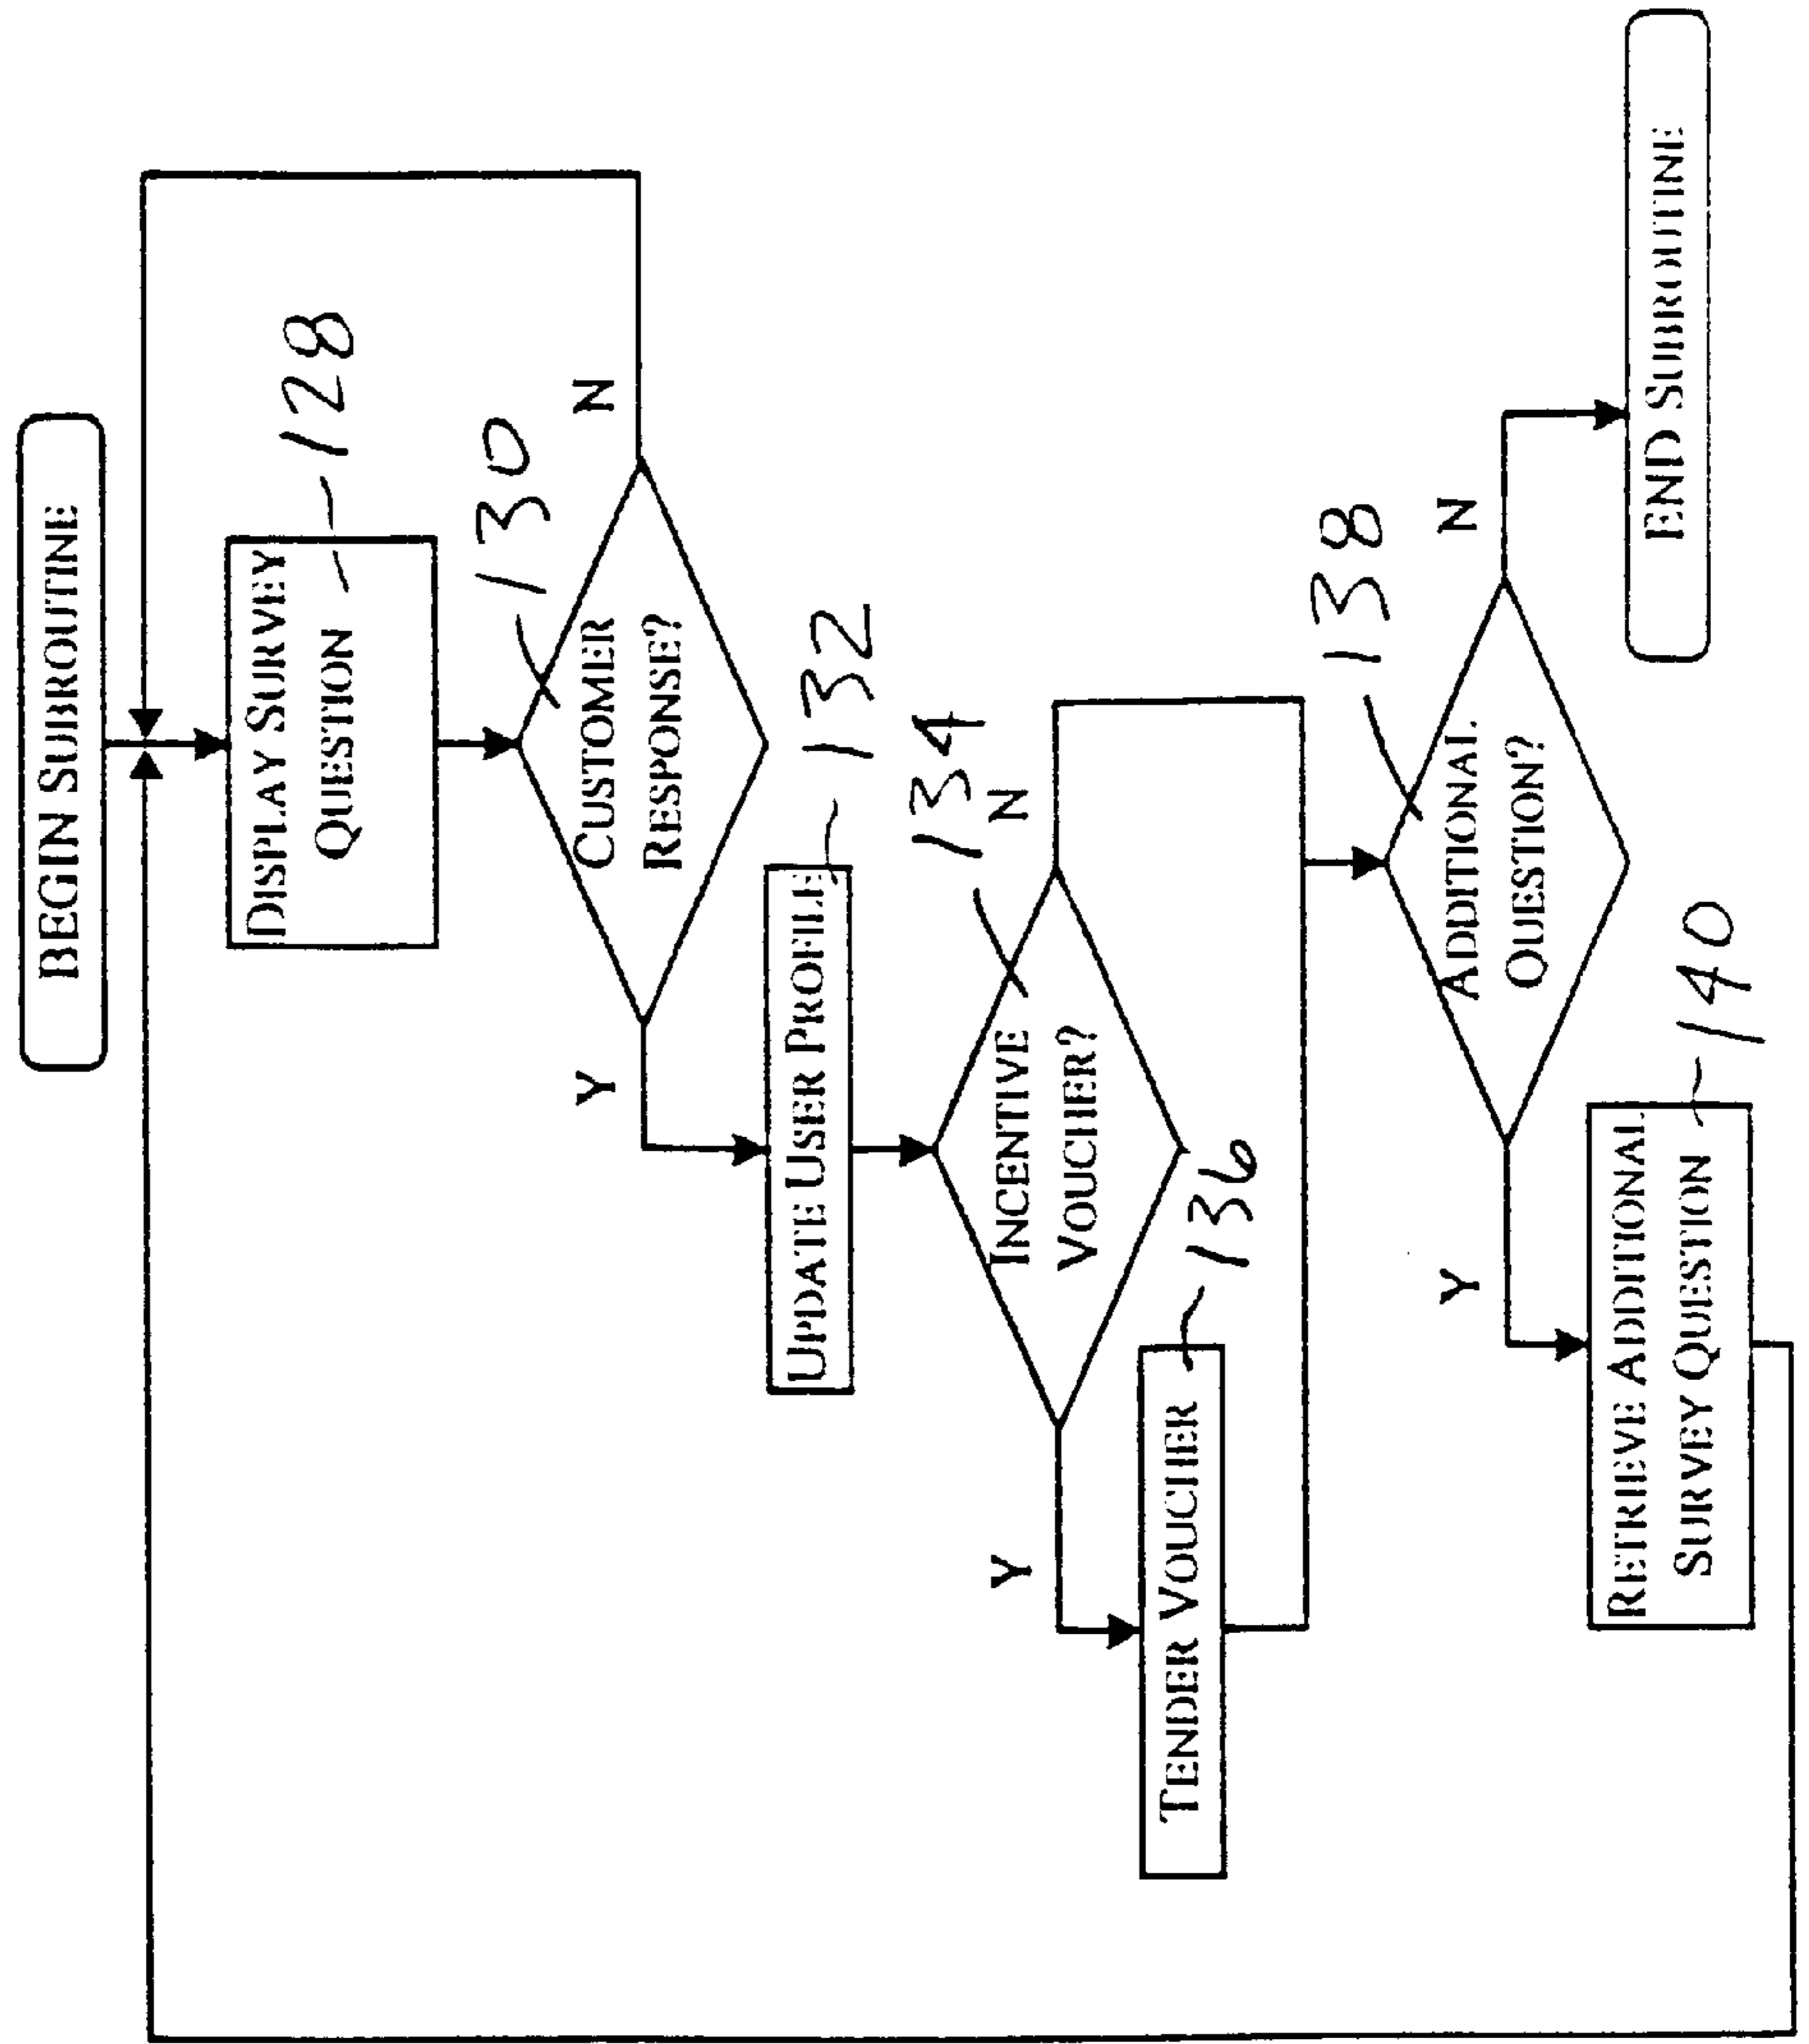 BEGIN SUBROUTINE
DISPLAY SURVEY
QUESTION
128
130
CUSTOMER
RESPONSE?
N
Y
UPDATE USER PROFILE
132
134
INCENTIVE
VOUCHER?
N
Y
TENDER VOUCHER
136
138
ADDITIONAL
QUESTION?
N
Y
RETRIEVE ADDITIONAL
SURVEY QUESTION
140
END SUBROUTINE